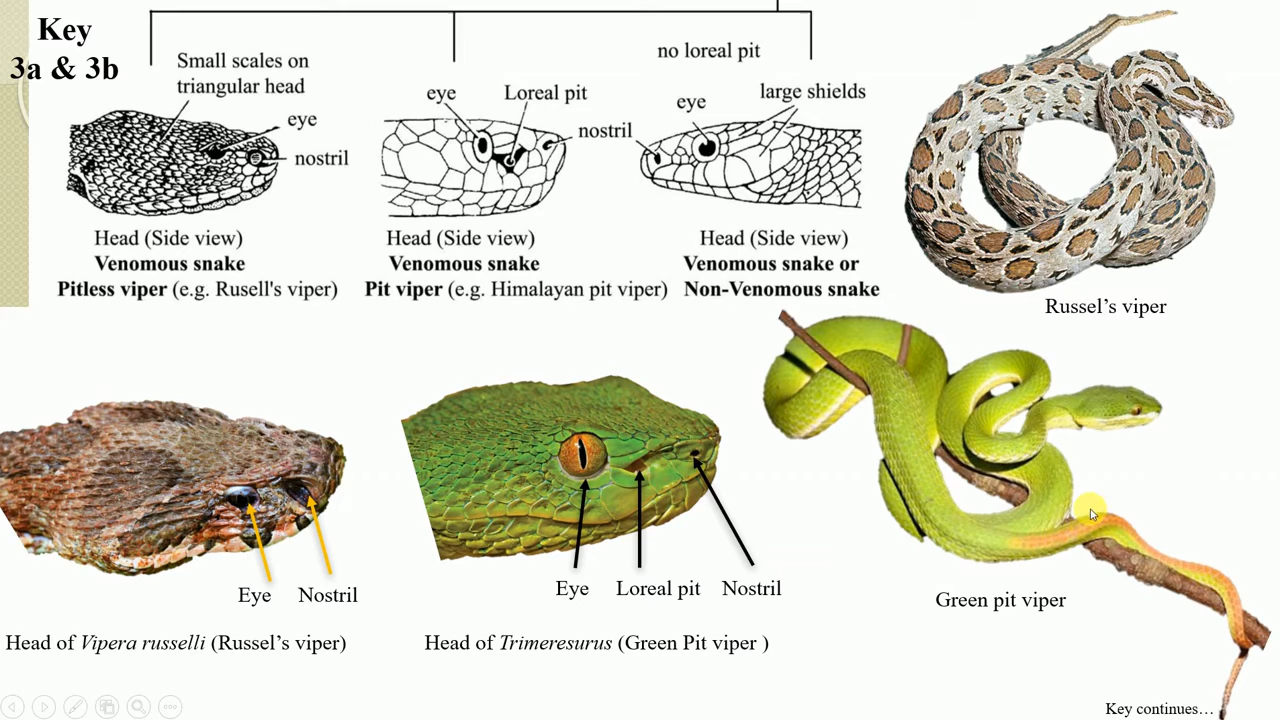 Key
3a & 3b
Small scales on
triangular head
eye
nostril
eye
Loreal pit
nostril
no loreal pit
eye
large shields
Head (Side view)
Venomous snake
Pitless viper (e.g. Rusell's viper)
Head (Side view)
Venomous snake
Pit viper (e.g. Himalayan pit viper)
Head (Side view)
Venomous snake or
Non-Venomous snake
Russel’s viper
Eye
Nostril
Head of Vipera russelli (Russel’s viper)
Eye
Loreal pit
Nostril
Head of Trimeresurus (Green Pit viper )
Green pit viper
Key continues…